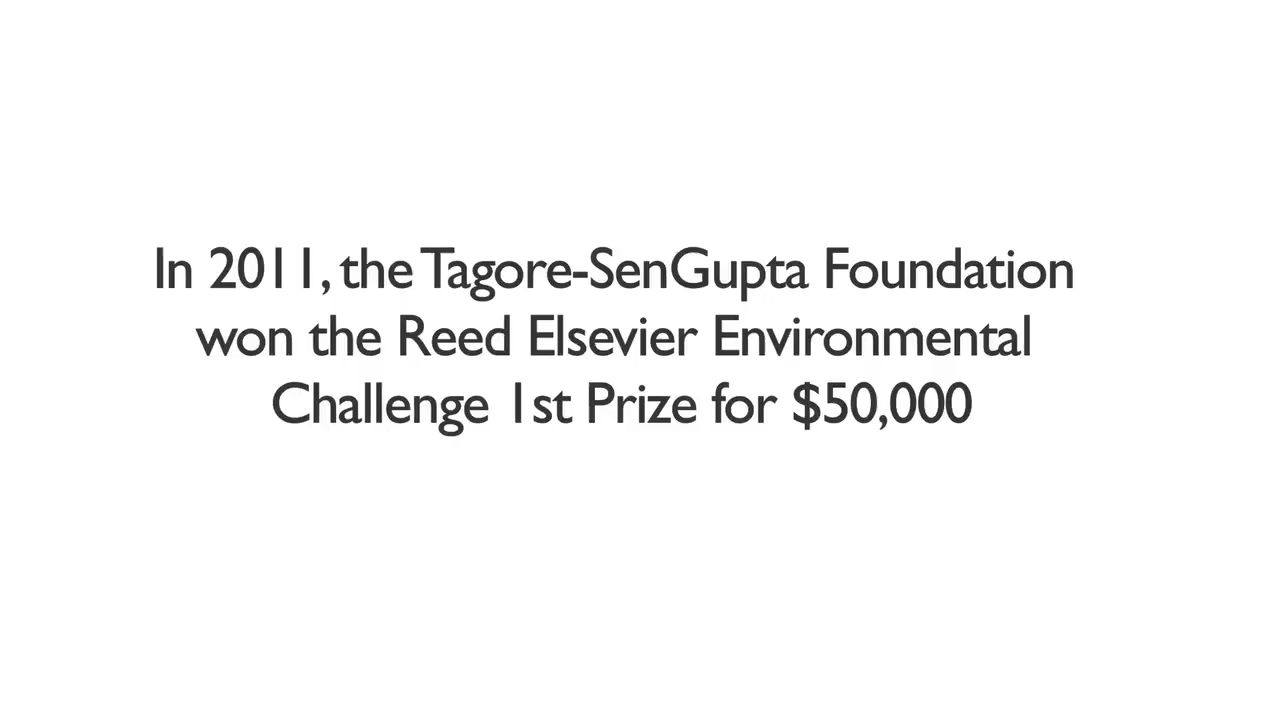 In 2011, the Tagore-SenGupta Foundation
won the Reed Elsevier Environmental
Challenge 1st Prize for $50,000